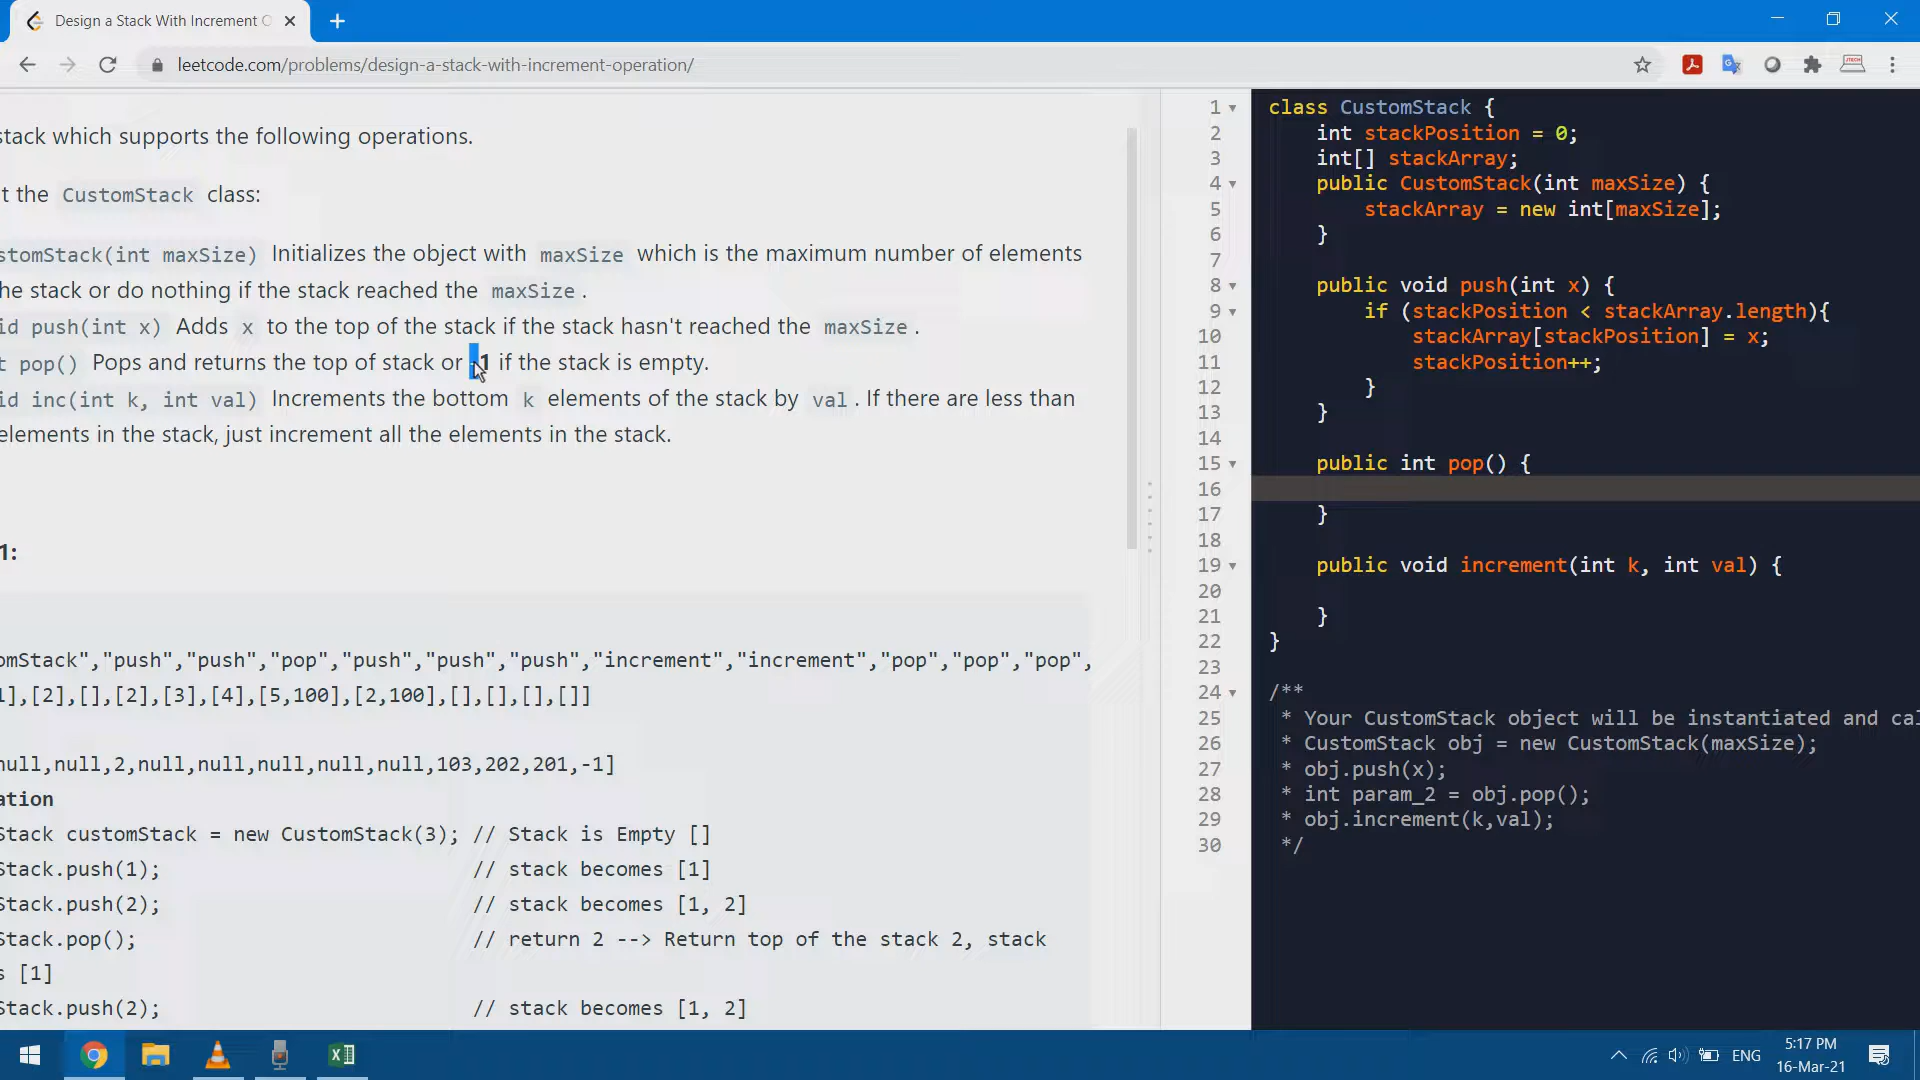 Design a Stack With Increment O
leetcode.com/problems/design-a-stack-with-increment-operation/
stack which supports the following operations.
t the CustomStack class:
stomStack(int maxSize) Initializes the object with maxSize which is the maximum number of elements
he stack or do nothing if the stack reached the maxSize.
id push(int x) Adds x to the top of the stack if the stack hasn't reached the maxSize.
t pop() Pops and returns the top of stack or -1 if the stack is empty.
id inc(int k, int val) Increments the bottom k elements of the stack by val. If there are less than
elements in the stack, just increment all the elements in the stack.
1:
omStack","push","push","pop","push","push","push","increment","increment","pop","pop","pop",
1],[2],[],[2],[3],[4],[5,100],[2,100],[],[],[],[]]
null,null,2,null,null,null,null,null,103,202,201,-1]
ation
Stack customStack = new CustomStack(3); // Stack is Empty []
Stack.push(1); // stack becomes [1]
Stack.push(2); // stack becomes [1, 2]
Stack.pop(); // return 2 --> Return top of the stack 2, stack
s [1]
Stack.push(2); // stack becomes [1, 2]
1 class CustomStack {
2 int stackPosition = 0;
3 int[] stackArray;
4 public CustomStack(int maxSize) {
5 stackArray = new int[maxSize];
6 }
7
8 public void push(int x) {
9 if (stackPosition < stackArray.length){
10 stackArray[stackPosition] = x;
11 stackPosition++;
12 }
13 }
14
15 public int pop() {
16
17 }
18
19 public void increment(int k, int val) {
20
21 }
22 }
23
24 /**
25 * Your CustomStack object will be instantiated and cal
26 * CustomStack obj = new CustomStack(maxSize);
27 * obj.push(x);
28 * int param_2 = obj.pop();
29 * obj.increment(k,val);
30 */
ENG
5:17 PM
16-Mar-21